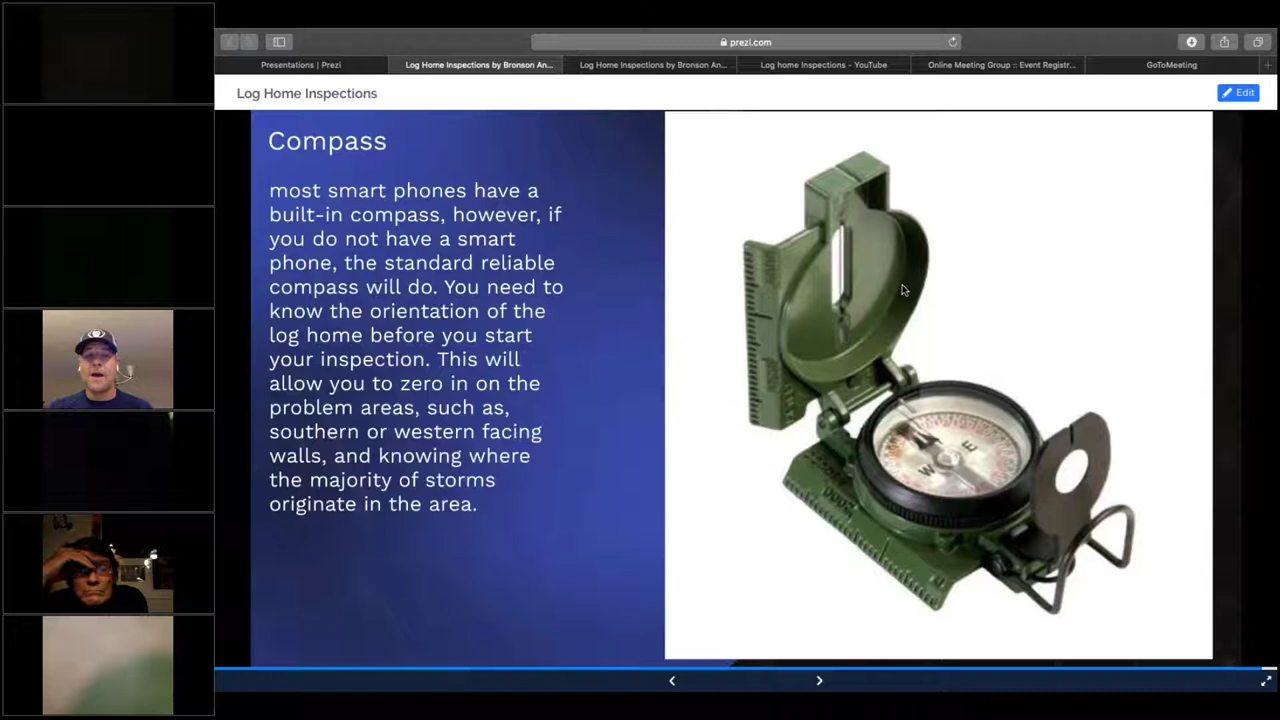 prezi.com
Presentations | Prezi
Log Home Inspections by Bronson An...
Log Home Inspections by Bronson An...
Log home Inspections - YouTube
Online Meeting Group :: Event Registr...
GoToMeeting
Log Home Inspections
Edit
Compass
most smart phones have a
built-in compass, however, if
you do not have a smart
phone, the standard reliable
compass will do. You need to
know the orientation of the
log home before you start
your inspection. This will
allow you to zero in on the
problem areas, such as,
southern or western facing
walls, and knowing where
the majority of storms
originate in the area.
E
W